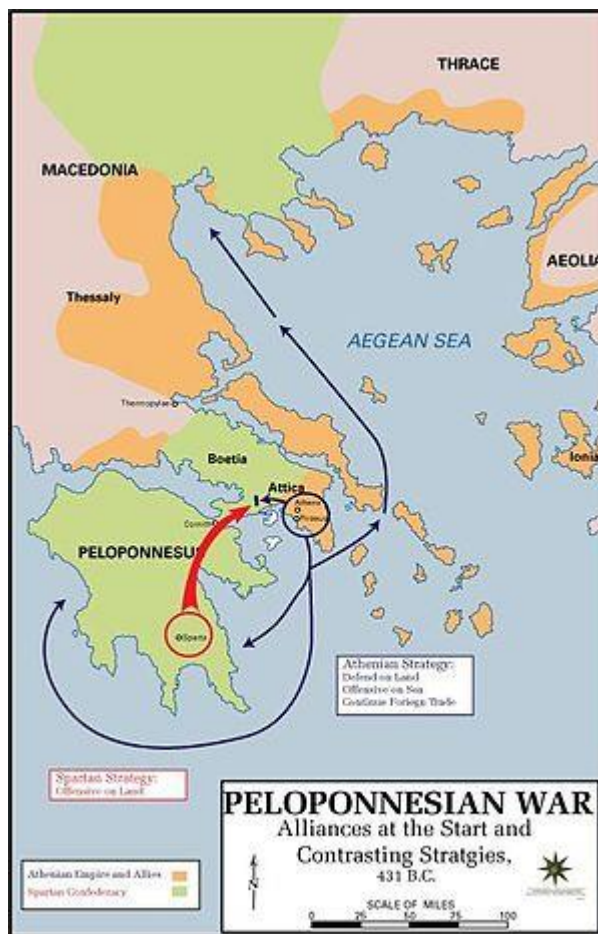 THRACE
MACEDONIA
AEOLIA
Thessaly
AEGEAN SEA
Thermopylae
Boetia
Ionia
Attica
Athens
Piraeus
Corinth
PELOPONNESUS
Sparta
Athenian Strategy:
Defend on Land
Offensive on Sea
Continue Foriegn Trade
Spartan Strategy:
Offensive on Land
PELOPONNESIAN WAR
Alliances at the Start and
Contrasting Stratgies,
431 B.C.
Athenian Empire and Allies
Spartan Confederacy
N
SCALE OF MILES
0 25 50 75 100